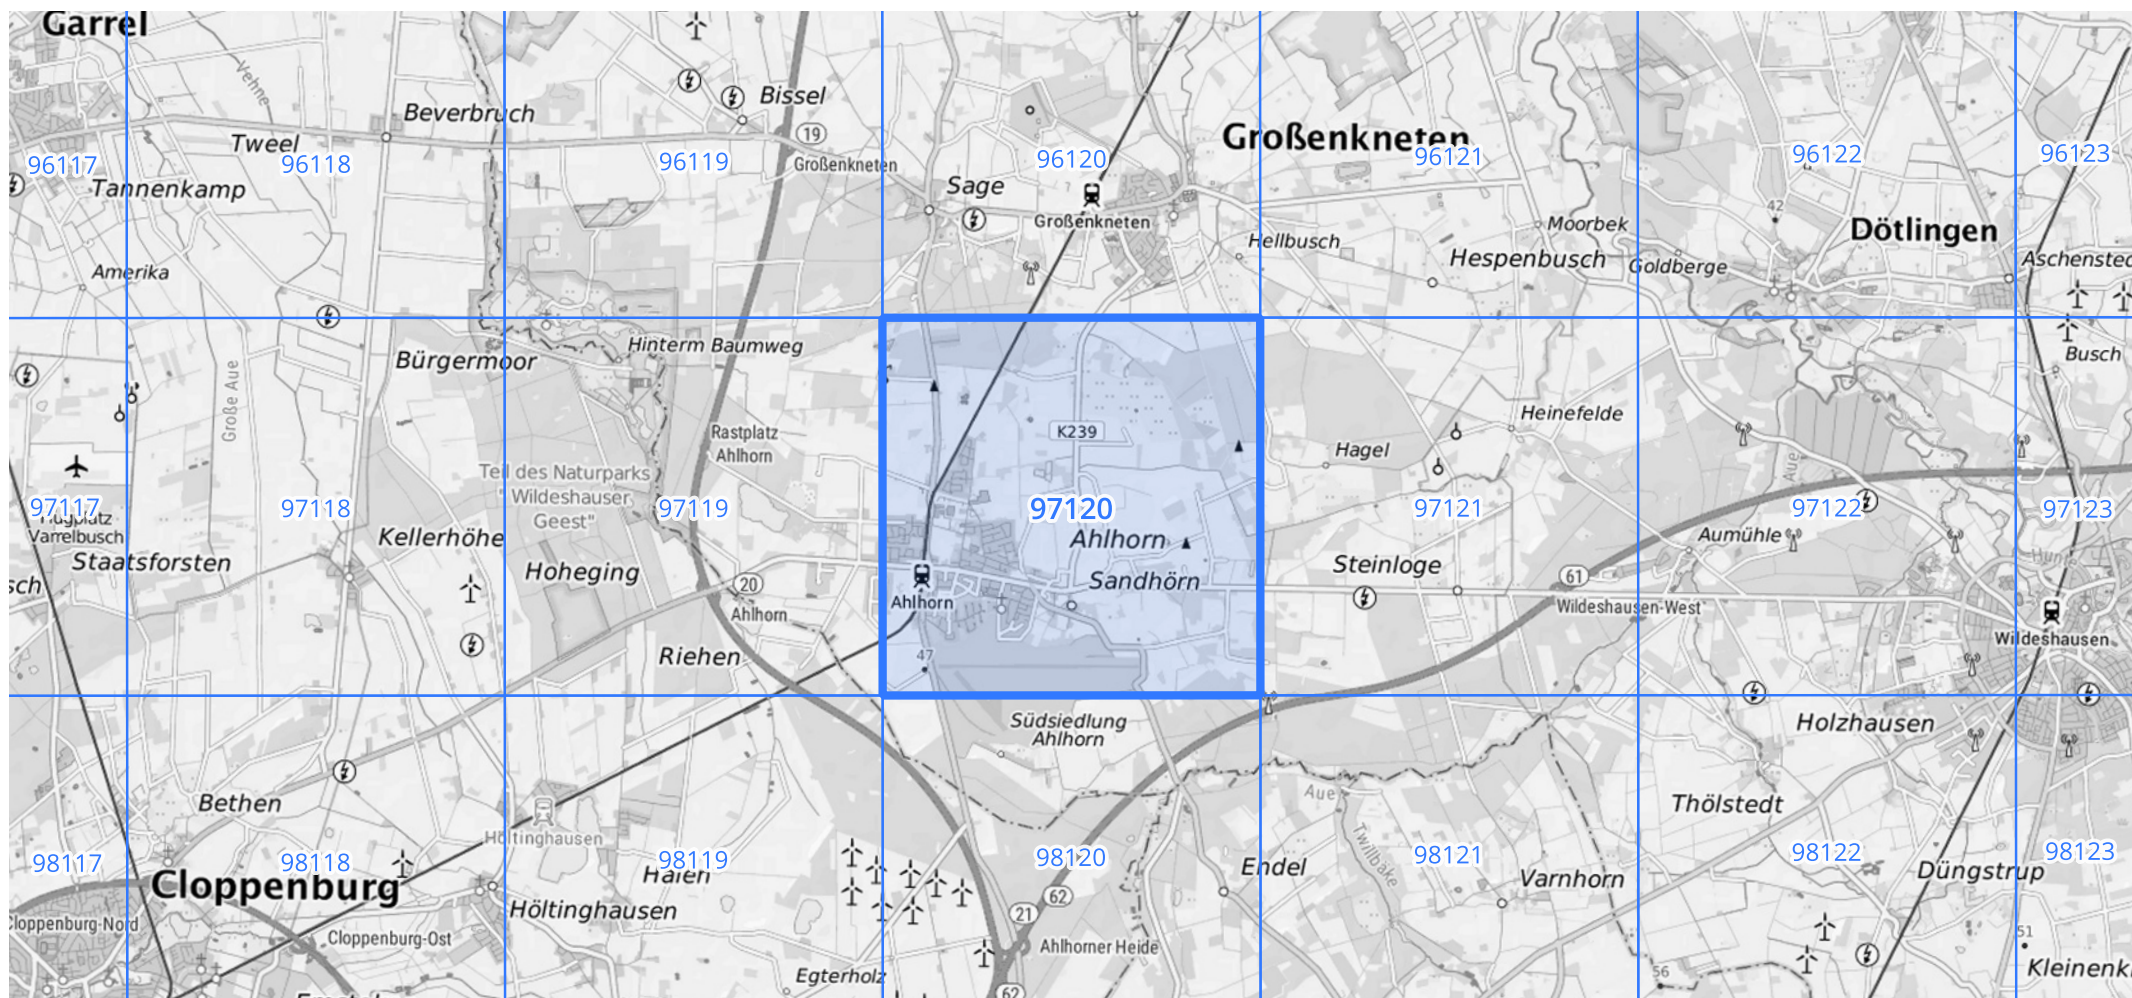 Garrel
Vehne
Beverbruch
Bissel
19
Großenkneten
Tweel
Großenkneten
96117
96118
96119
96120
96121
96122
96123
Tannenkamp
Sage
Großenkneten
42
Moorbek
Dötlingen
Hellbusch
Hespenbusch
Goldberge
Aschensted
Amerika
Hinterm Baumweg
Bürgermoor
Busch
Große Aue
Heinefelde
Rastplatz
Ahlhorn
K239
Hagel
Aue
Teil des Naturparks
"Wildeshauser
Geest"
97117
97118
97119
97120
97121
97122
97123
Flugplatz
Varrelbusch
Kellerhöhe
Ahlhorn
Aumühle
Hunte
Staatsforsten
Hoheging
Steinloge
sch
20
Sandhörn
61
Ahlhorn
Ahlhorn
Wildeshausen-West
Wildeshausen
Riehen
47
Südsiedlung
Ahlhorn
Holzhausen
Bethen
Aue
Thölstedt
Höltinghausen
Twillbäke
98117
98118
98119
98120
98121
98122
98123
Cloppenburg
Halen
Endel
Varnhorn
Düngstrup
62
Cloppenburg-Nord
Höltinghausen
21
Cloppenburg-Ost
Ahlhorner Heide
51
Egterholz
56
Kleinenk
62